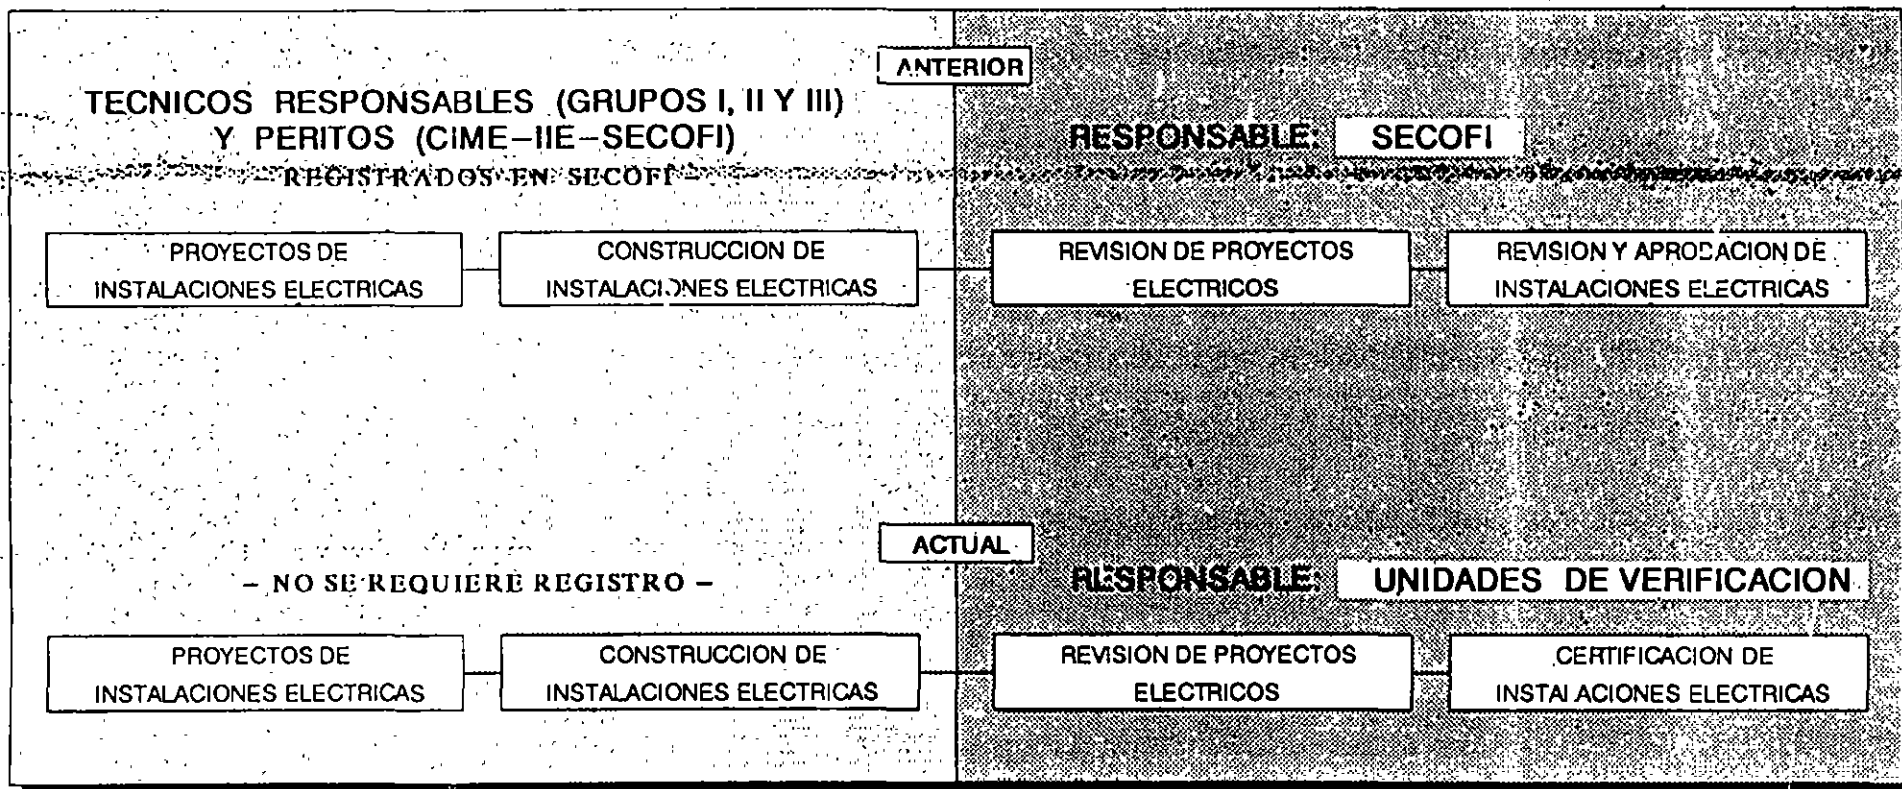 ANTERIOR
TECNICOS RESPONSABLES (GRUPOS I, II Y III)
Y PERITOS (CIME-IIE-SECOFI)
- REGISTRADOS EN SECOFI -
RESPONSABLE: SECOFI
PROYECTOS DE
INSTALACIONES ELECTRICAS
CONSTRUCCION DE
INSTALACIONES ELECTRICAS
REVISION DE PROYECTOS
ELECTRICOS
REVISION Y APROBACION DE
INSTALACIONES ELECTRICAS
ACTUAL
- NO SE REQUIERE REGISTRO -
RESPONSABLE: UNIDADES DE VERIFICACION
PROYECTOS DE
INSTALACIONES ELECTRICAS
CONSTRUCCION DE
INSTALACIONES ELECTRICAS
REVISION DE PROYECTOS
ELECTRICOS
CERTIFICACION DE
INSTALACIONES ELECTRICAS